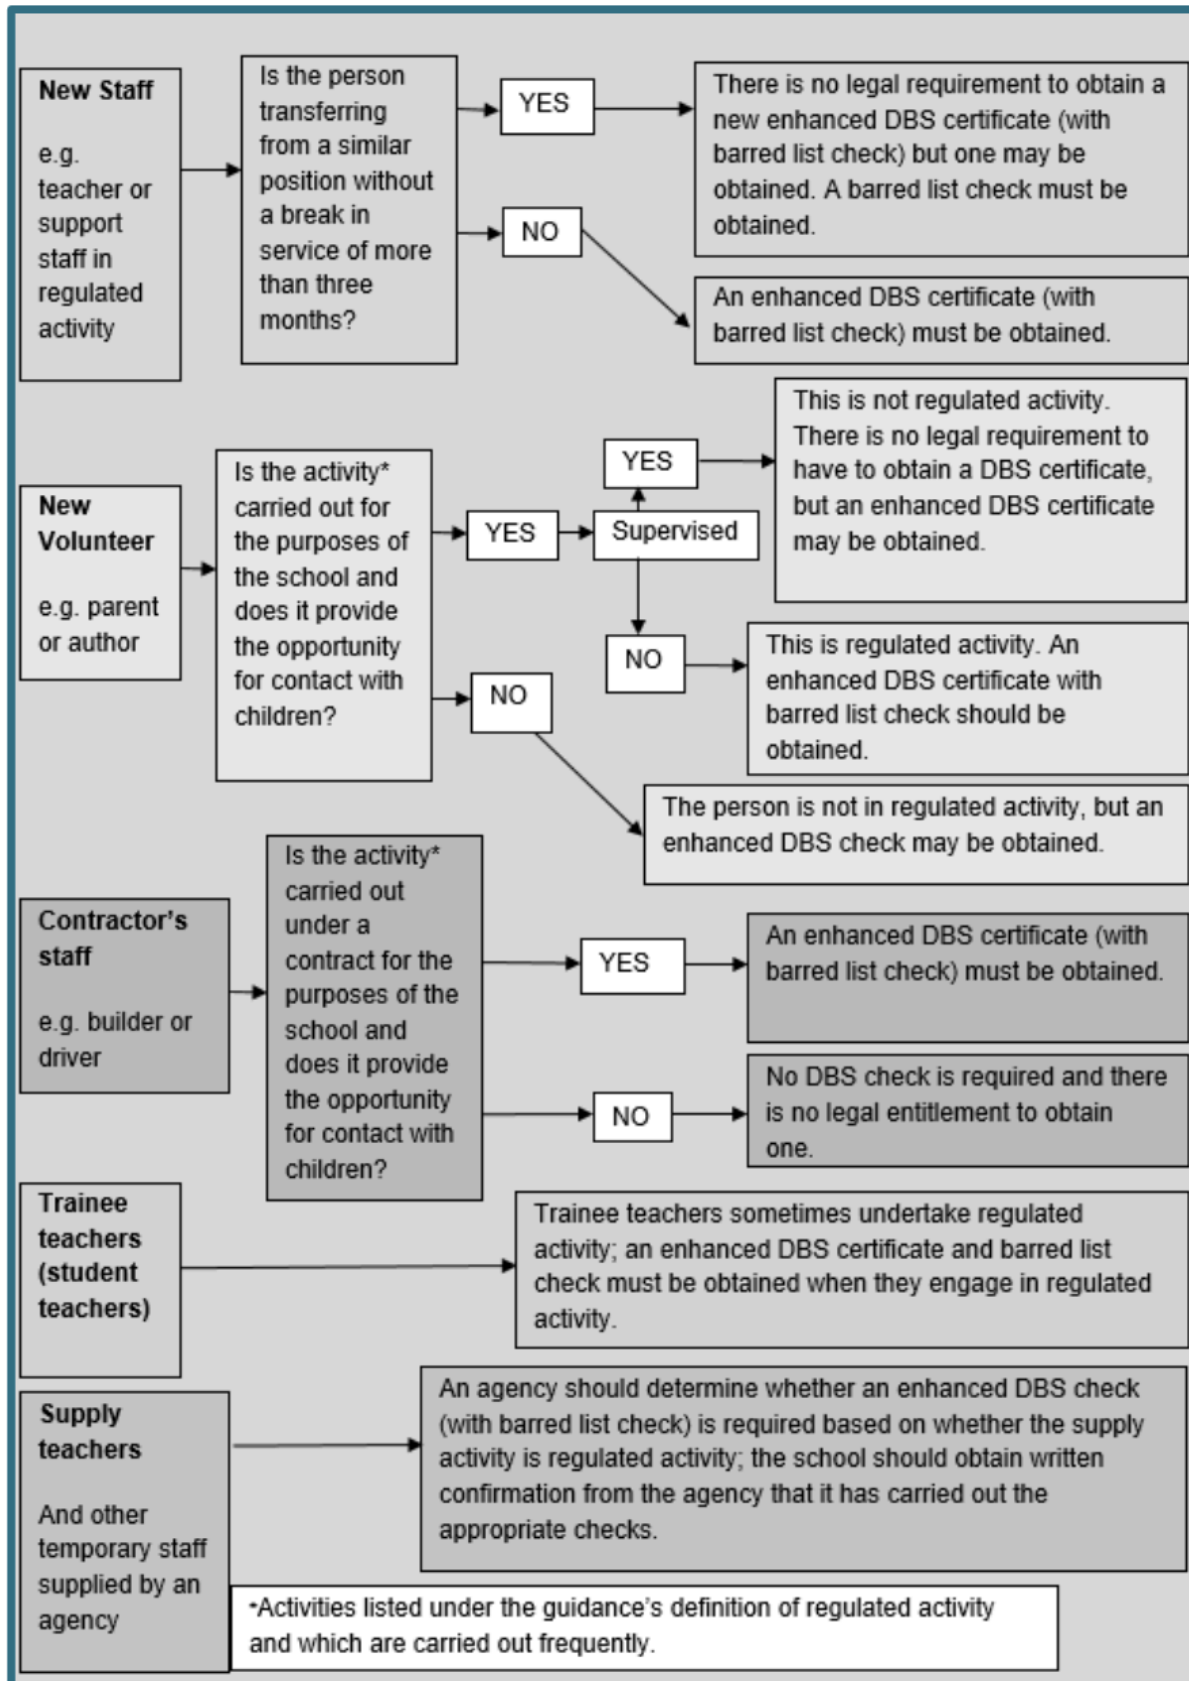 New Staff
e.g.
teacher or
support
staff in
regulated
activity
Is the person
transferring
from a similar
position without
a break in
service of more
than three
months?
YES
NO
There is no legal requirement to obtain a
new enhanced DBS certificate (with
barred list check) but one may be
obtained. A barred list check must be
obtained.
An enhanced DBS certificate (with
barred list check) must be obtained.
New
Volunteer
e.g. parent
or author
Is the activity*
carried out for
the purposes of
the school and
does it provide
the opportunity
for contact with
children?
YES
NO
Supervised
YES
NO
This is not regulated activity.
There is no legal requirement to
have to obtain a DBS certificate,
but an enhanced DBS certificate
may be obtained.
This is regulated activity. An
enhanced DBS certificate with
barred list check should be
obtained.
The person is not in regulated activity, but an
enhanced DBS check may be obtained.
Contractor's
staff
e.g. builder or
driver
Is the activity*
carried out
under a
contract for the
purposes of the
school and
does it provide
the opportunity
for contact with
children?
YES
NO
An enhanced DBS certificate (with
barred list check) must be obtained.
No DBS check is required and there
is no legal entitlement to obtain
one.
Trainee
teachers
(student
teachers)
Trainee teachers sometimes undertake regulated
activity; an enhanced DBS certificate and barred list
check must be obtained when they engage in regulated
activity.
Supply
teachers
And other
temporary staff
supplied by an
agency
An agency should determine whether an enhanced DBS check
(with barred list check) is required based on whether the supply
activity is regulated activity; the school should obtain written
confirmation from the agency that it has carried out the
appropriate checks.
*Activities listed under the guidance's definition of regulated activity
and which are carried out frequently.